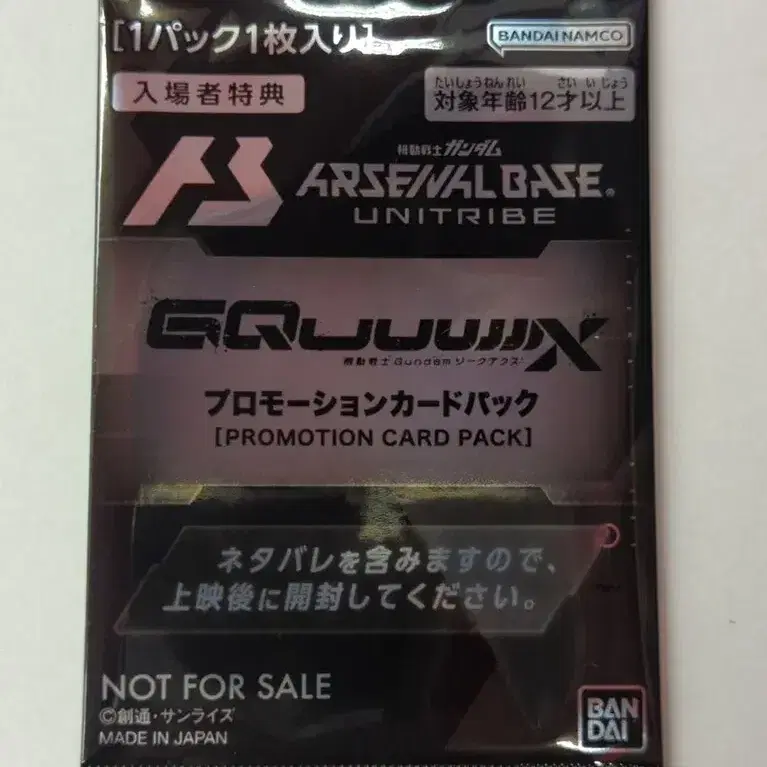 [1パック1枚入り]
BANDAI NAMCO
入場者特典
たいしょうねんれい さいいじょう
対象年齢12才以上
機動戦士ガンダム
ARSENAL BASE®
UNITRIBE
GQuuuuuuX
機動戦士Gundam ジークアクス
プロモーションカードパック
[PROMOTION CARD PACK]
ネタバレを含みますので、
上映後に開封してください。
NOT FOR SALE
©創通・サンライズ
MADE IN JAPAN
BAN
DAI